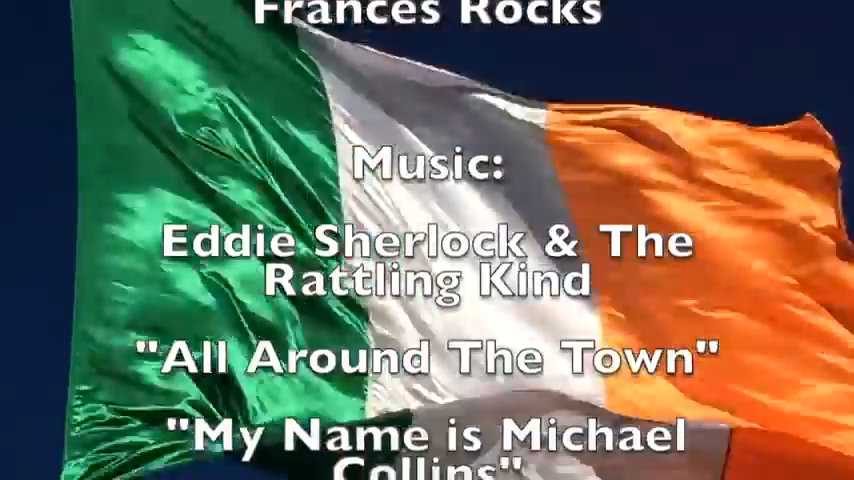 Frances Rocks
Music:
Eddie Sherlock & The
Rattling Kind
"All Around The Town"
"My Name is Michael
Collins"